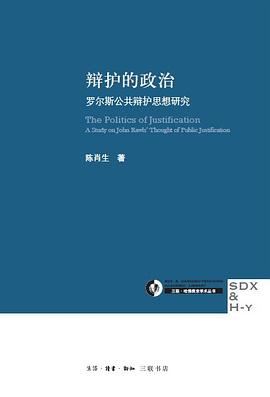 辩护的政治
罗尔斯公共辩护思想研究
The Politics of Justification
A Study on John Rawls' Thought of Public Justification
陈肖生 著
三联·哈佛燕京学术丛书
SDX
&
H-Y
生活·讀書·新知 三联书店